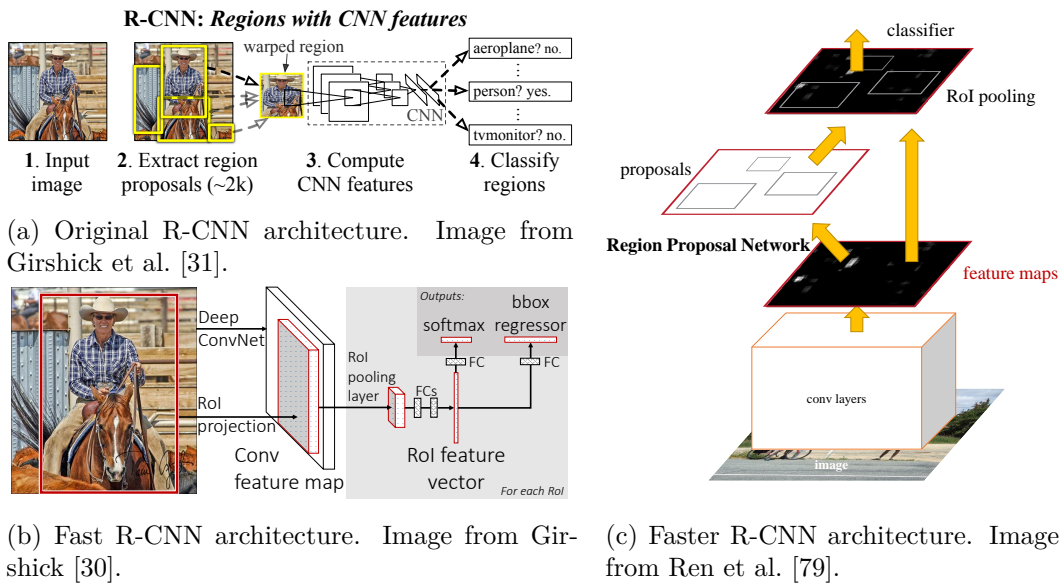 R-CNN: Regions with CNN features
warped region
aeroplane? no.
person? yes.
tvmonitor? no.
CNN
1. Input
image
2. Extract region
proposals (~2k)
3. Compute
CNN features
4. Classify
regions
(a) Original R-CNN architecture. Image from
Girshick et al. [31].
Deep
ConvNet
RoI
projection
Conv
feature map
RoI
pooling
layer
FCs
RoI feature
vector
Outputs:
softmax
bbox
regressor
FC
FC
For each RoI
(b) Fast R-CNN architecture. Image from Gir-
shick [30].
classifier
RoI pooling
proposals
Region Proposal Network
feature maps
conv layers
image
(c) Faster R-CNN architecture. Image
from Ren et al. [79].